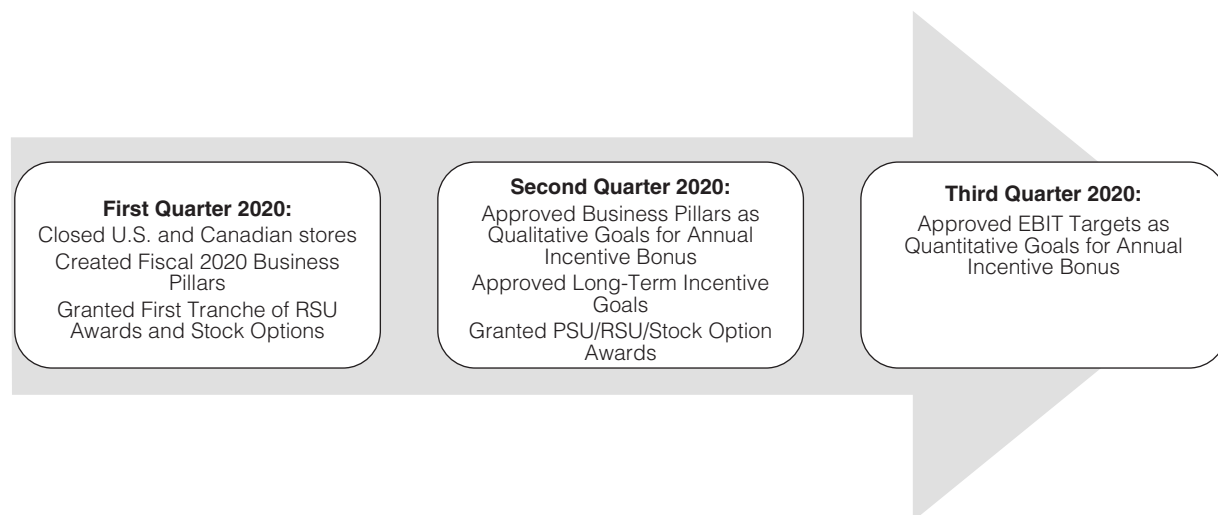 First Quarter 2020:
Closed U.S. and Canadian stores
Created Fiscal 2020 Business
Pillars
Granted First Tranche of RSU
Awards and Stock Options
Second Quarter 2020:
Approved Business Pillars as
Qualitative Goals for Annual
Incentive Bonus
Approved Long-Term Incentive
Goals
Granted PSU/RSU/Stock Option
Awards
Third Quarter 2020:
Approved EBIT Targets as
Quantitative Goals for Annual
Incentive Bonus